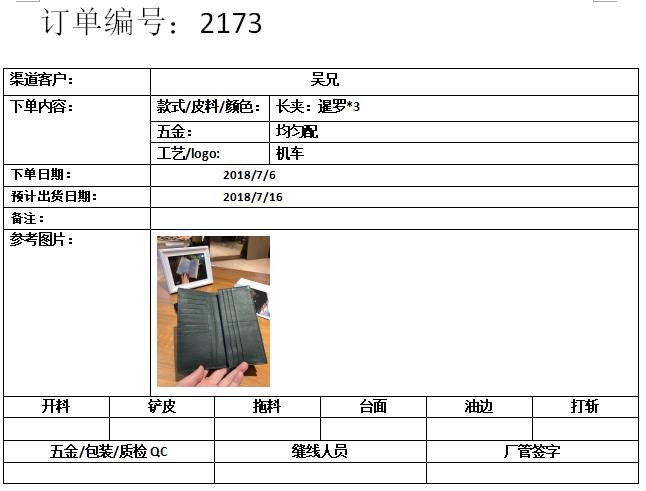 订单编号：2173
渠道客户： 吴兄
下单内容： 款式/皮料/颜色： 长夹：暹罗*3
五金： 均匀配
工艺/logo: 机车
下单日期： 2018/7/6
预计出货日期： 2018/7/16
备注：
参考图片：
开料 铲皮 拖料 台面 油边 打斩
五金/包装/质检 QC 缝线人员 厂管签字